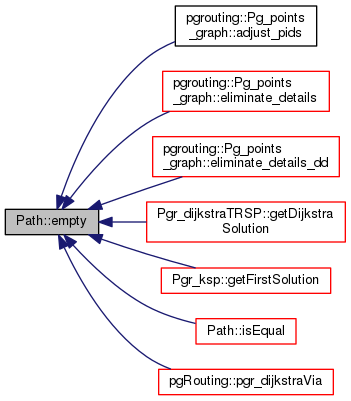 pgrouting::Pg_points
_graph::adjust_pids
pgrouting::Pg_points
_graph::eliminate_details
pgrouting::Pg_points
_graph::eliminate_details_dd
Path::empty
Pgr_dijkstraTRSP::getDijkstra
Solution
Pgr_ksp::getFirstSolution
Path::isEqual
pgRouting::pgr_dijkstraVia